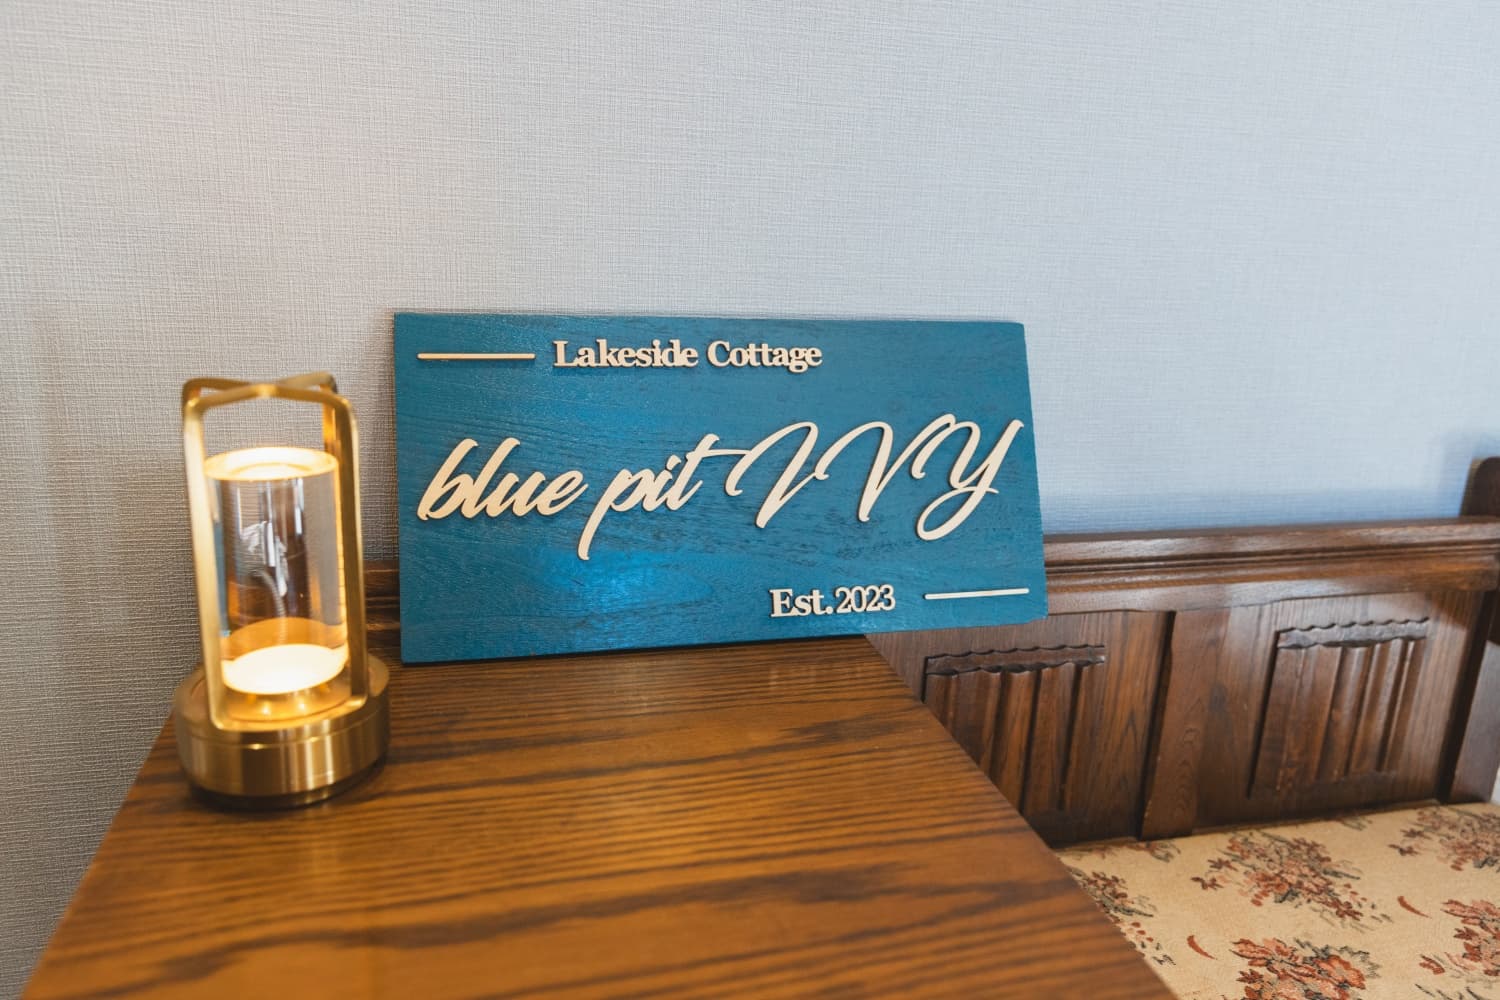 Lakeside Cottage
blue pit IVY
Est. 2023